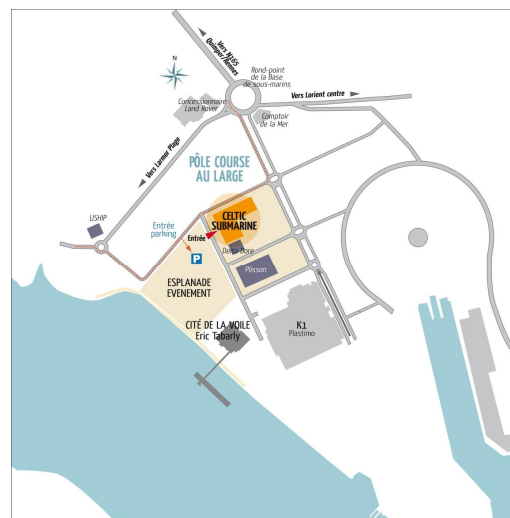 Vers N165
Quimper/Rennes
Rond-point
de la Base
de sous-marins
N
Vers Lorient centre
Concessionnaire
Land Rover
Comptoir
de la Mer
Vers Larmor Plage
PÔLE COURSE
AU LARGE
USHIP
Entrée
parking
CELTIC
SUBMARINE
Entrée
Delta Dore
P
Plisson
ESPLANADE
EVENEMENT
CITÉ DE LA VOILE
Eric Tabarly
K1
Plastimo